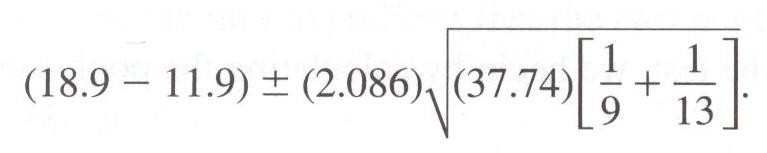 (18.9 − 11.9) ± (2.086)√(37.74)[1/9 + 1/13].